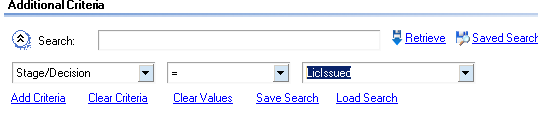 Additional Criteria
Search: Retrieve Saved Search
Stage/Decision = LicIssued
Add Criteria Clear Criteria Clear Values Save Search Load Search